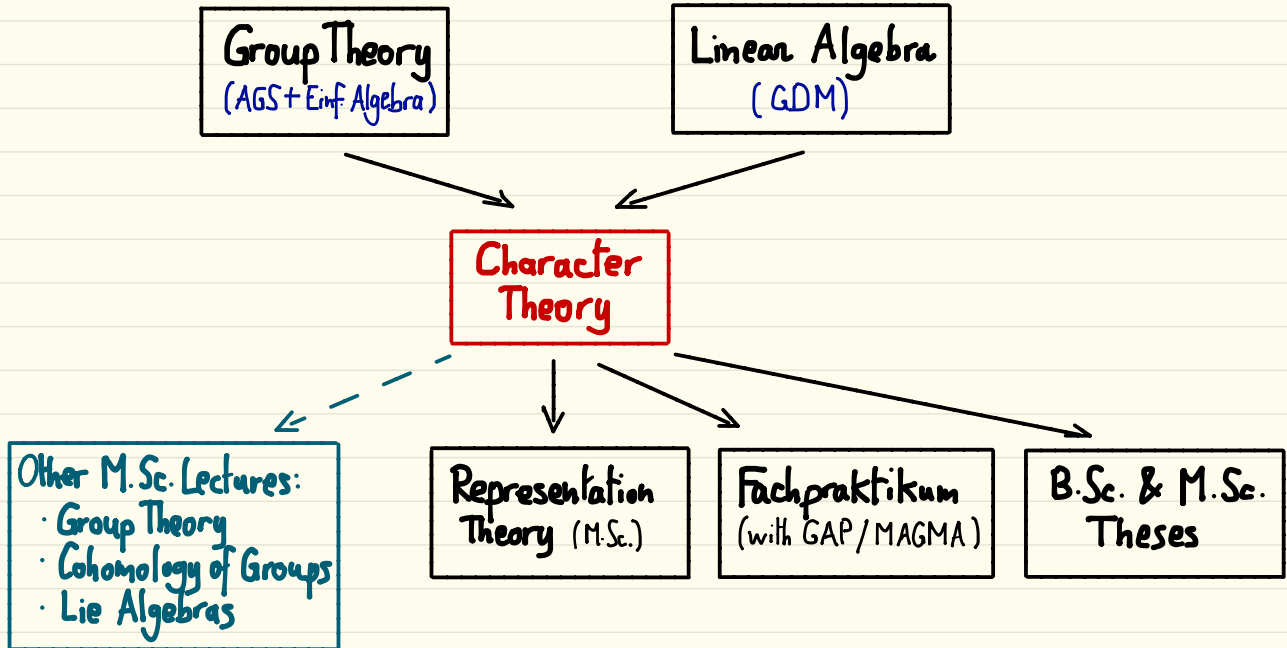 Group Theory
(AGS + Einf. Algebra)
Linear Algebra
(GDM)
Character
Theory
Other M.Sc. Lectures:
· Group Theory
· Cohomology of Groups
· Lie Algebras
Representation
Theory (M.Sc.)
Fachpraktikum
(with GAP/MAGMA)
B.Sc. & M.Sc.
Theses